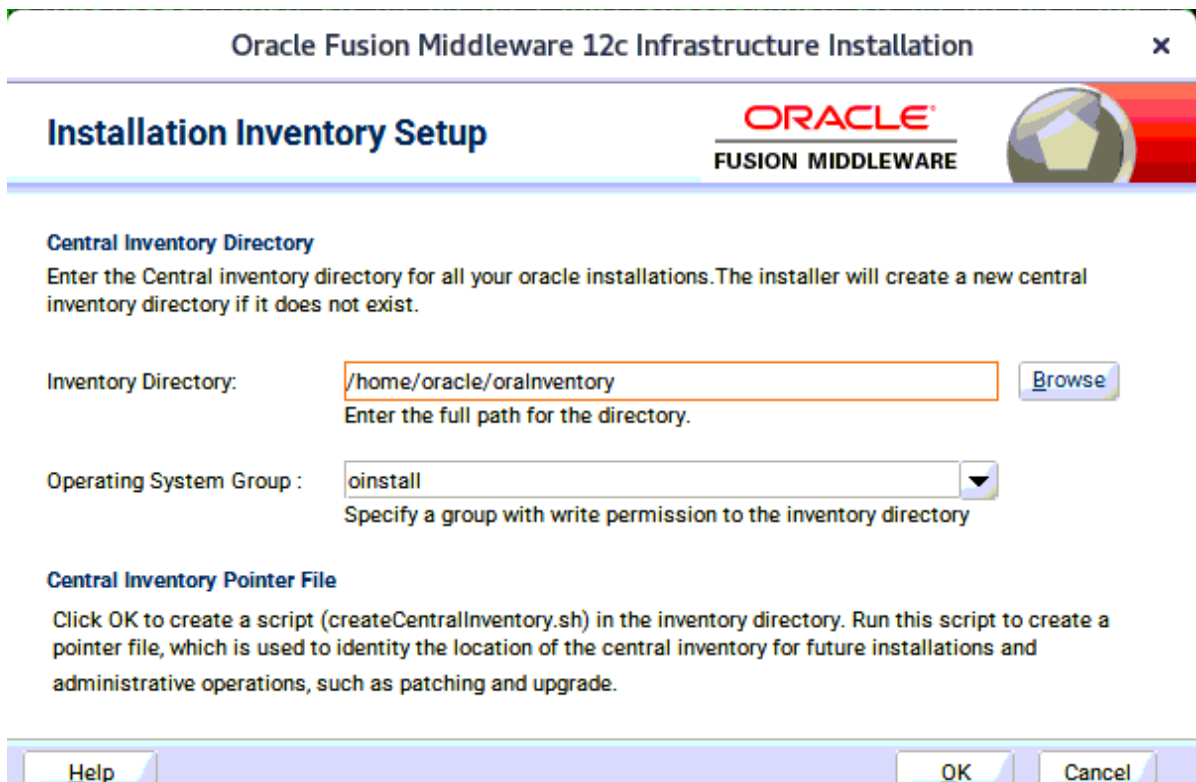 Oracle Fusion Middleware 12c Infrastructure Installation
Installation Inventory Setup
ORACLE
FUSION MIDDLEWARE
Central Inventory Directory
Enter the Central inventory directory for all your oracle installations.The installer will create a new central
inventory directory if it does not exist.
Inventory Directory: /home/oracle/oraInventory Browse
Enter the full path for the directory.
Operating System Group : oinstall
Specify a group with write permission to the inventory directory
Central Inventory Pointer File
Click OK to create a script (createCentralInventory.sh) in the inventory directory. Run this script to create a
pointer file, which is used to identity the location of the central inventory for future installations and
administrative operations, such as patching and upgrade.
Help OK Cancel